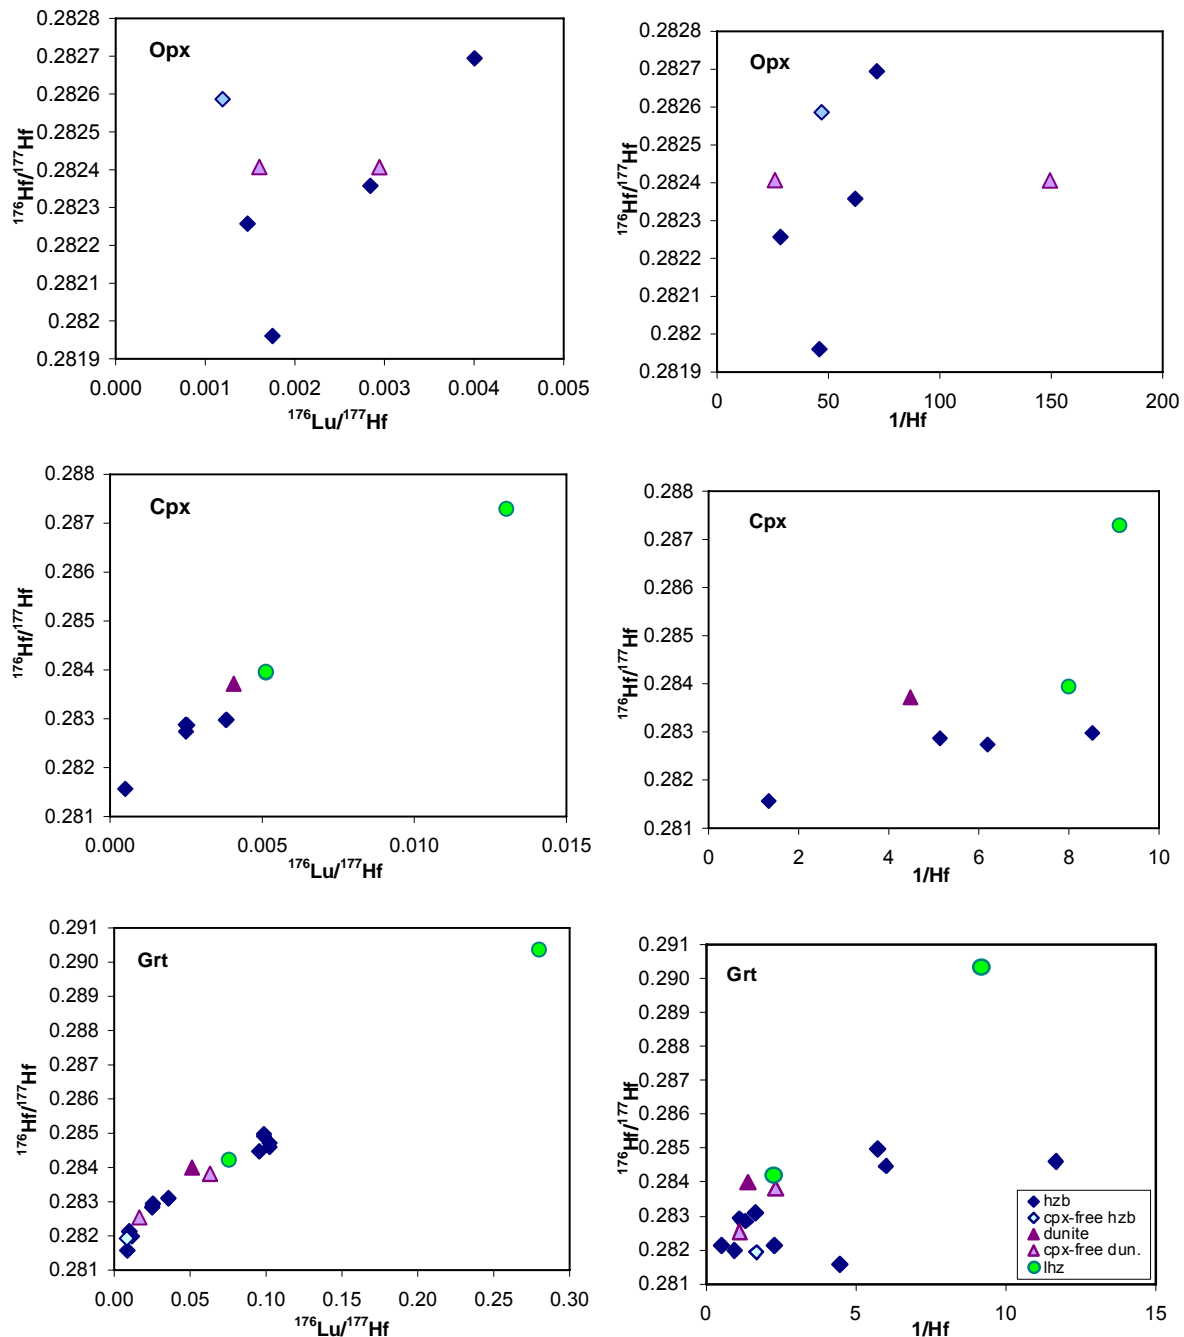 Opx
0.2828
0.2827
0.2826
0.2825
0.2824
0.2823
0.2822
0.2821
0.282
0.2819
0.000 0.001 0.002 0.003 0.004 0.005
176Hf/177Hf
176Lu/177Hf
Opx
0.2828
0.2827
0.2826
0.2825
0.2824
0.2823
0.2822
0.2821
0.282
0.2819
0 50 100 150 200
176Hf/177Hf
1/Hf
Cpx
0.288
0.287
0.286
0.285
0.284
0.283
0.282
0.281
0.000 0.005 0.010 0.015
176Hf/177Hf
176Lu/177Hf
Cpx
0.288
0.287
0.286
0.285
0.284
0.283
0.282
0.281
0 2 4 6 8 10
176Hf/177Hf
1/Hf
Grt
0.291
0.290
0.289
0.288
0.287
0.286
0.285
0.284
0.283
0.282
0.281
0.00 0.05 0.10 0.15 0.20 0.25 0.30
176Hf/177Hf
176Lu/177Hf
Grt
0.291
0.290
0.289
0.288
0.287
0.286
0.285
0.284
0.283
0.282
0.281
0 5 10 15
176Hf/177Hf
1/Hf
hzb
cpx-free hzb
dunite
cpx-free dun.
lhz